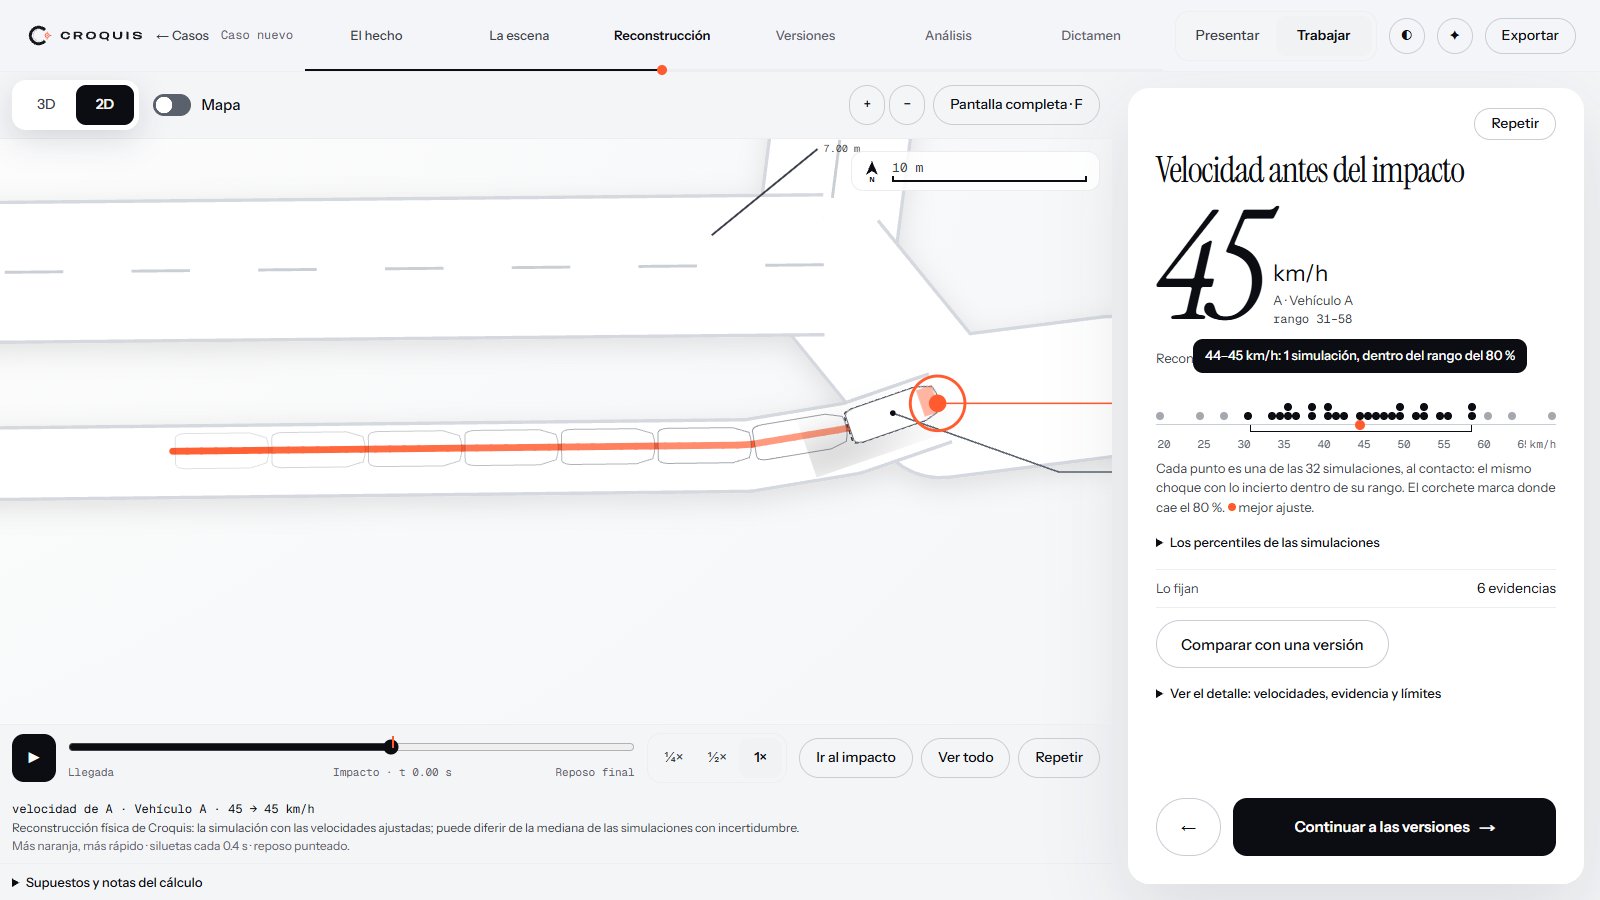 CROQUIS
← Casos
Caso nuevo
El hecho
La escena
Reconstrucción
Versiones
Análisis
Dictamen
Presentar
Trabajar
Exportar
3D
2D
Mapa
+
−
Pantalla completa · F
7.00 m
N
10 m
Llegada
Impacto · t 0.00 s
Reposo final
¼×
½×
1×
Ir al impacto
Ver todo
Repetir
velocidad de A · Vehículo A · 45 → 45 km/h
Reconstrucción física de Croquis: la simulación con las velocidades ajustadas; puede diferir de la mediana de las simulaciones con incertidumbre.
Más naranja, más rápido · siluetas cada 0.4 s · reposo punteado.
Supuestos y notas del cálculo
Repetir
Velocidad antes del impacto
45
km/h
A · Vehículo A
rango 31–58
Recon
44–45 km/h: 1 simulación, dentro del rango del 80 %
20 25 30 35 40 45 50 55 60 6 km/h
Cada punto es una de las 32 simulaciones, al contacto: el mismo
choque con lo incierto dentro de su rango. El corchete marca donde
cae el 80 %. mejor ajuste.
Los percentiles de las simulaciones
Lo fijan
6 evidencias
Comparar con una versión
Ver el detalle: velocidades, evidencia y límites
←
Continuar a las versiones →